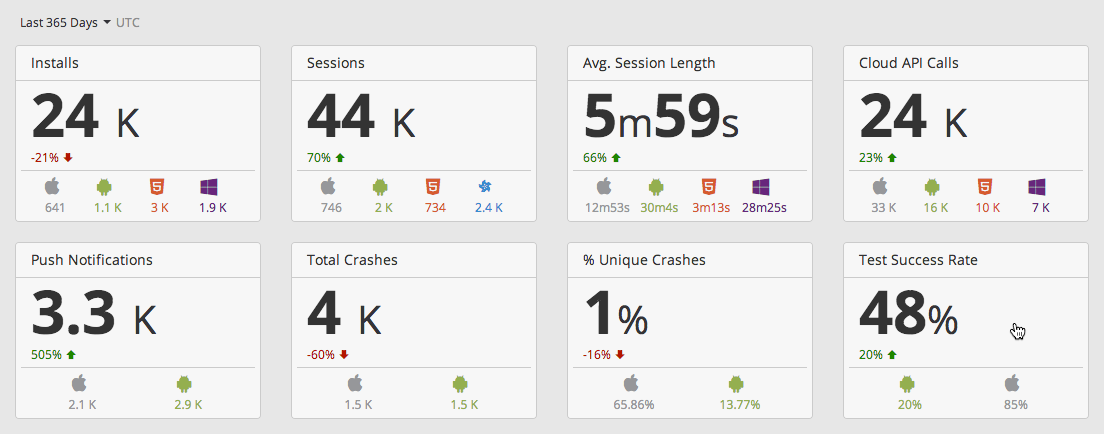 Last 365 Days UTC
Installs
24 K
-21%
641 1.1 K 3 K 1.9 K
Sessions
44 K
70%
746 2 K 734 2.4 K
Avg. Session Length
5m59s
66%
12m53s 30m4s 3m13s 28m25s
Cloud API Calls
24 K
23%
33 K 16 K 10 K 7 K
Push Notifications
3.3 K
505%
2.1 K 2.9 K
Total Crashes
4 K
-60%
1.5 K 1.5 K
% Unique Crashes
1%
-16%
65.86% 13.77%
Test Success Rate
48%
20%
20% 85%